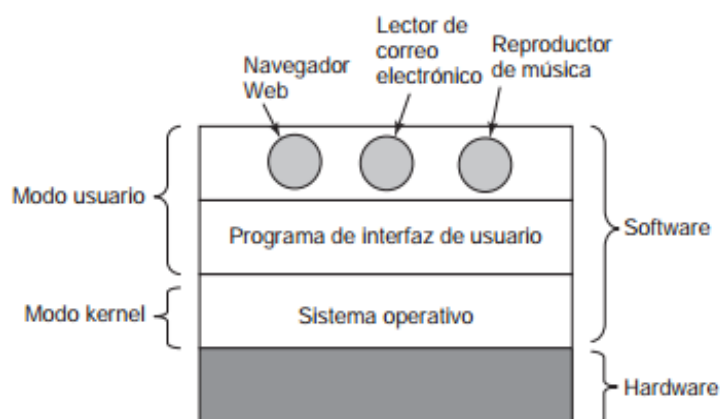 Navegador
Web
Lector de
correo
electrónico
Reproductor
de música
Modo usuario
Programa de interfaz de usuario
Software
Modo kernel
Sistema operativo
Hardware